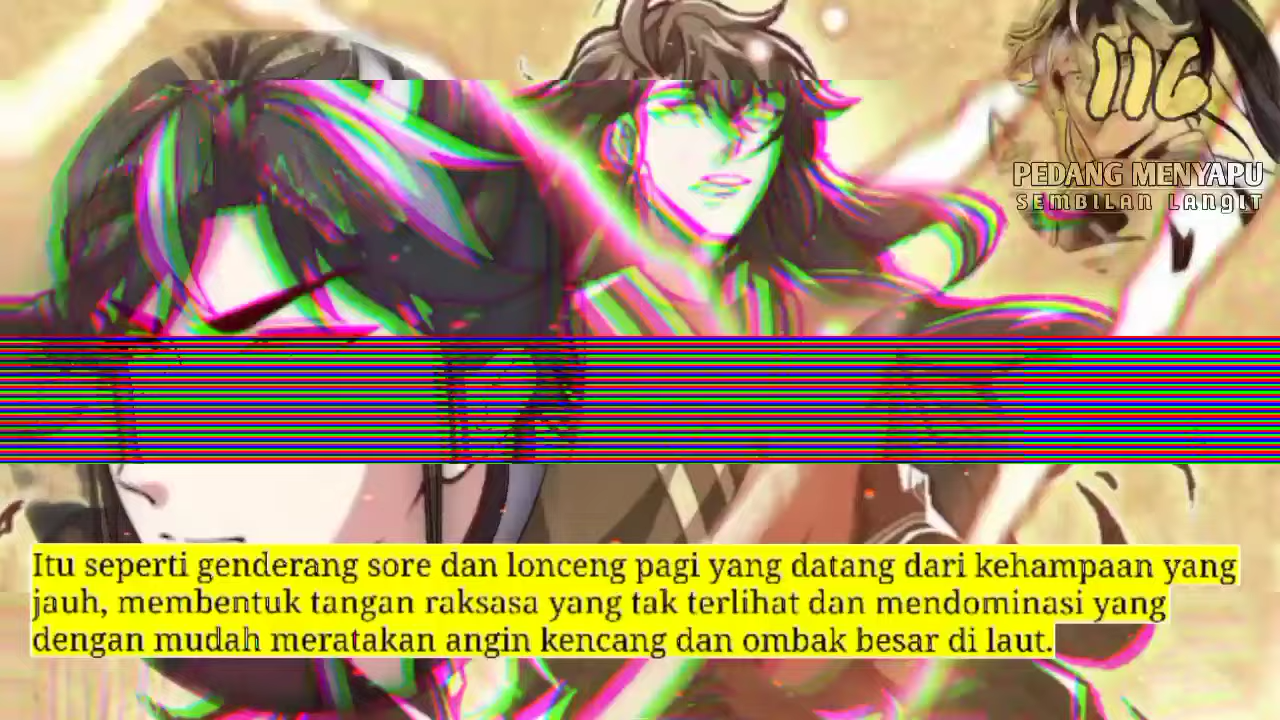 116
PEDANG MENYAPU
SEMBILAN LANGIT
Itu seperti genderang sore dan lonceng pagi yang datang dari kehampaan yang
jauh, membentuk tangan raksasa yang tak terlihat dan mendominasi yang
dengan mudah meratakan angin kencang dan ombak besar di laut.